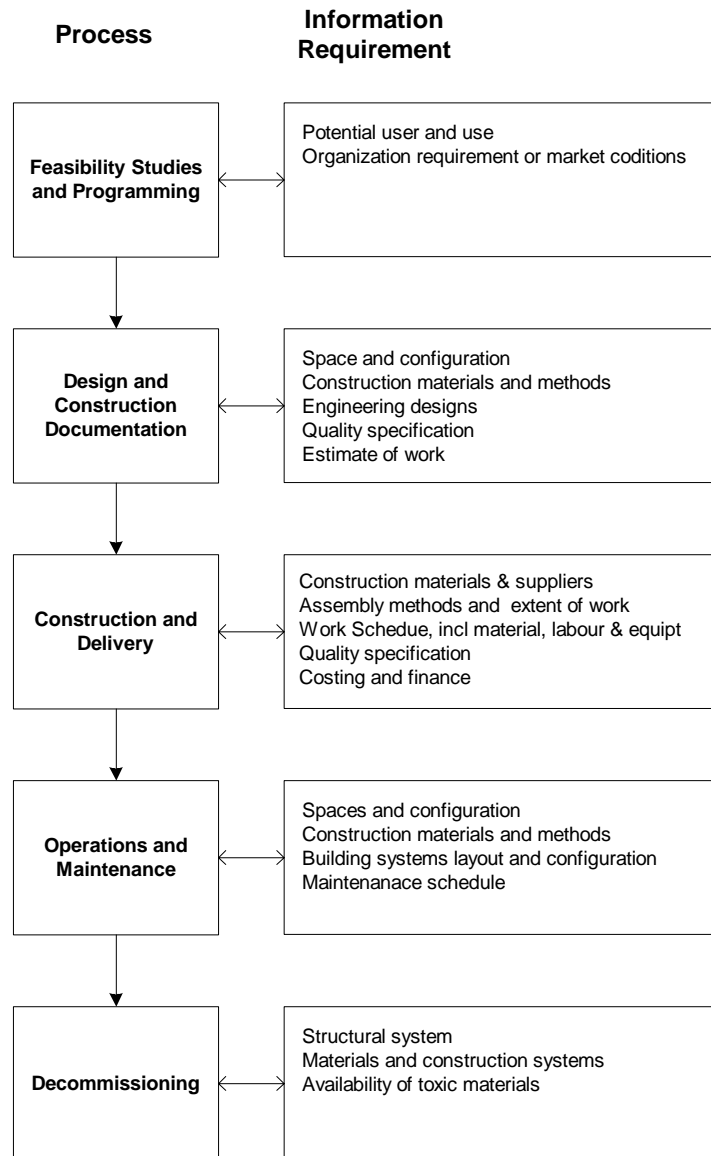 Process
Information
Requirement
Feasibility Studies
and Programming
Potential user and use
Organization requirement or market coditions
Design and
Construction
Documentation
Space and configuration
Construction materials and methods
Engineering designs
Quality specification
Estimate of work
Construction and
Delivery
Construction materials & suppliers
Assembly methods and extent of work
Work Schedue, incl material, labour & equipt
Quality specification
Costing and finance
Operations and
Maintenance
Spaces and configuration
Construction materials and methods
Building systems layout and configuration
Maintenanace schedule
Decommissioning
Structural system
Materials and construction systems
Availability of toxic materials